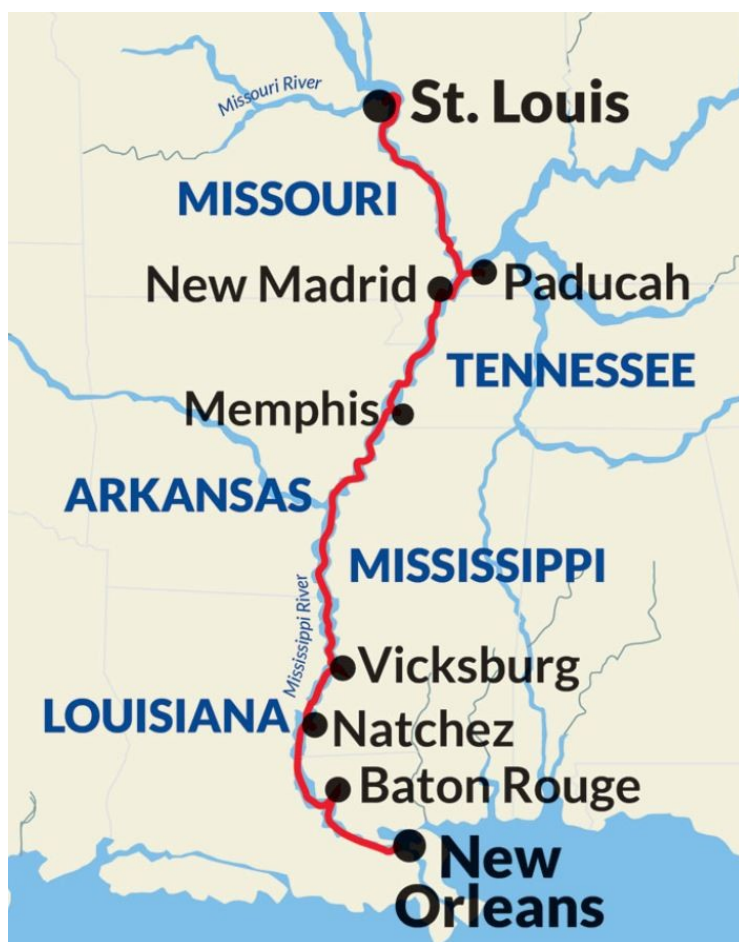 Missouri River
St. Louis
MISSOURI
New Madrid
Paducah
TENNESSEE
Memphis
ARKANSAS
MISSISSIPPI
Mississippi River
Vicksburg
LOUISIANA
Natchez
Baton Rouge
New
Orleans